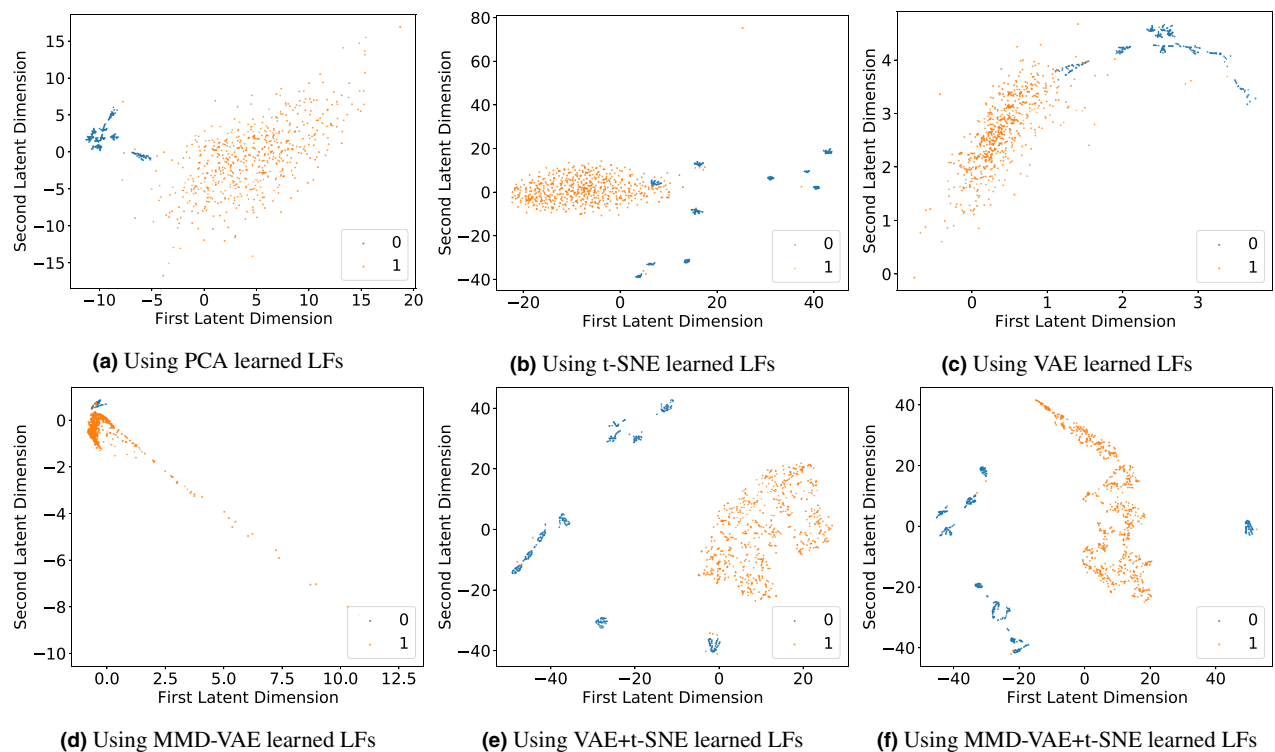 15
10
5
0
−5
−10
−15
Second Latent Dimension
−10 −5 0 5 10 15 20
First Latent Dimension
0
1
(a) Using PCA learned LFs
80
60
40
20
0
−20
−40
Second Latent Dimension
−20 0 20 40
First Latent Dimension
0
1
(b) Using t-SNE learned LFs
4
3
2
1
0
Second Latent Dimension
0 1 2 3
First Latent Dimension
0
1
(c) Using VAE learned LFs
0
−2
−4
−6
−8
−10
Second Latent Dimension
0.0 2.5 5.0 7.5 10.0 12.5
First Latent Dimension
0
1
(d) Using MMD-VAE learned LFs
40
20
0
−20
−40
Second Latent Dimension
−40 −20 0 20
First Latent Dimension
0
1
(e) Using VAE+t-SNE learned LFs
40
20
0
−20
−40
Second Latent Dimension
−40 −20 0 20 40
First Latent Dimension
0
1
(f) Using MMD-VAE+t-SNE learned LFs